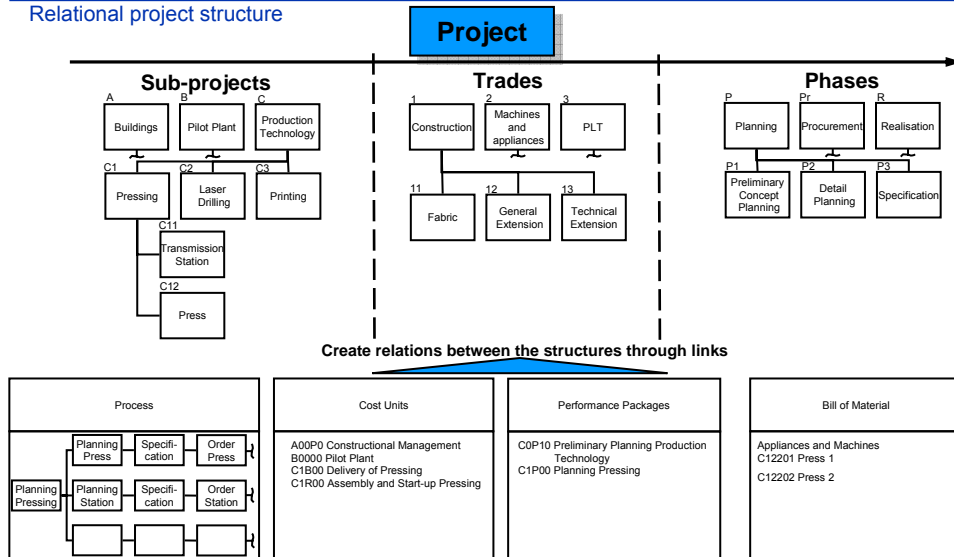 Relational project structure
Project
Sub-projects
Trades
Phases
A
B
C
Buildings
Pilot Plant
Production
Technology
C1
C2
C3
Pressing
Laser
Drilling
Printing
C11
Transmission
Station
C12
Press
1
2
3
Construction
Machines
and
appliances
PLT
11
12
13
Fabric
General
Extension
Technical
Extension
P
Pr
R
Planning
Procurement
Realisation
P1
P2
P3
Preliminary
Concept
Planning
Detail
Planning
Specification
Create relations between the structures through links
Process
Planning
Pressing
Planning
Press
Specifi-
cation
Order
Press
Planning
Station
Specifi-
cation
Order
Station
Cost Units
A00P0 Constructional Management
B0000 Pilot Plant
C1B00 Delivery of Pressing
C1R00 Assembly and Start-up Pressing
Performance Packages
C0P10 Preliminary Planning Production
Technology
C1P00 Planning Pressing
Bill of Material
Appliances and Machines
C12201 Press 1
C12202 Press 2